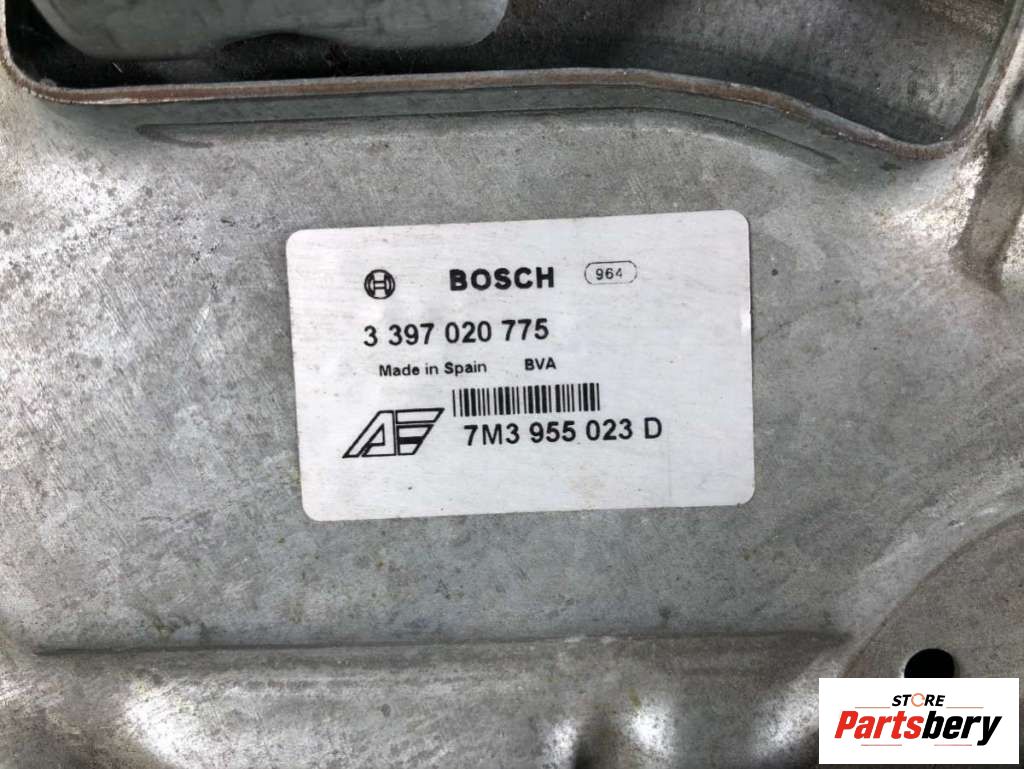 BOSCH 964
3 397 020 775
Made in Spain BVA
7M3 955 023 D
STORE
Partsbery